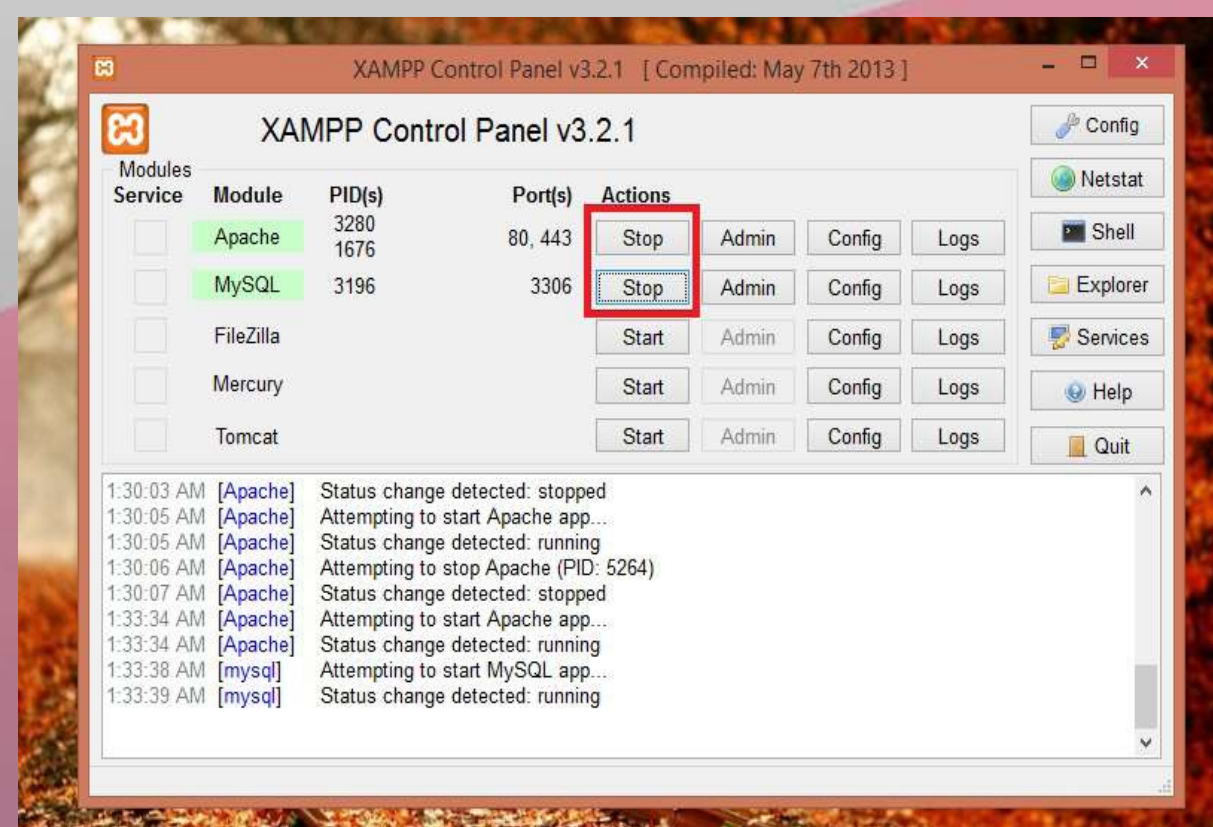 XAMPP Control Panel v3.2.1 [ Compiled: May 7th 2013 ]
XAMPP Control Panel v3.2.1
Config
Modules
Netstat
Service Module PID(s) Port(s) Actions
Apache 3280 1676 80, 443 Stop Admin Config Logs
Shell
MySQL 3196 3306 Stop Admin Config Logs
Explorer
FileZilla Start Admin Config Logs
Services
Mercury Start Admin Config Logs
Help
Tomcat Start Admin Config Logs
Quit
1:30:03 AM [Apache] Status change detected: stopped
1:30:05 AM [Apache] Attempting to start Apache app...
1:30:05 AM [Apache] Status change detected: running
1:30:06 AM [Apache] Attempting to stop Apache (PID: 5264)
1:30:07 AM [Apache] Status change detected: stopped
1:33:34 AM [Apache] Attempting to start Apache app...
1:33:34 AM [Apache] Status change detected: running
1:33:38 AM [mysql] Attempting to start MySQL app...
1:33:39 AM [mysql] Status change detected: running